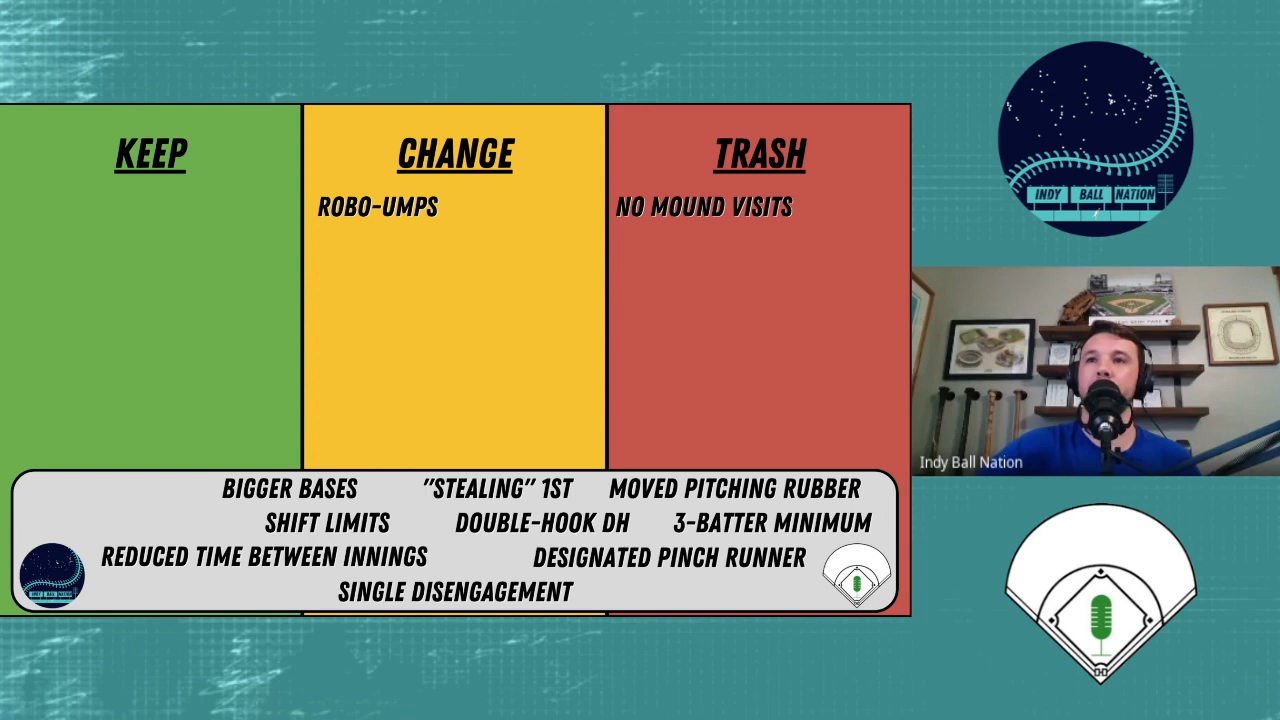 KEEP
CHANGE
TRASH
ROBO-UMPS
NO MOUND VISITS
BIGGER BASES
"STEALING" 1ST
MOVED PITCHING RUBBER
SHIFT LIMITS
DOUBLE-HOOK DH
3-BATTER MINIMUM
REDUCED TIME BETWEEN INNINGS
DESIGNATED PINCH RUNNER
SINGLE DISENGAGEMENT
INDY BALL NATION
Indy Ball Nation